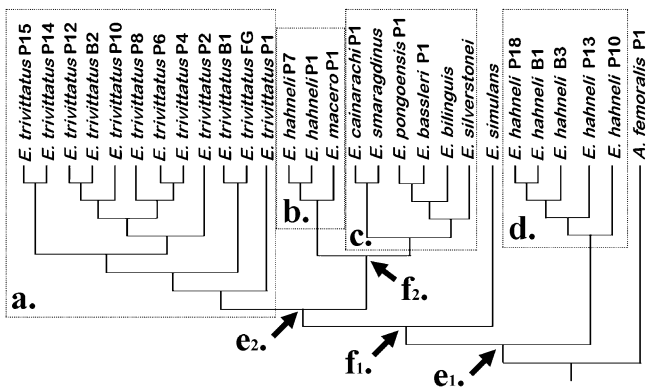 E. trivittatus P15
E. trivittatus P14
E. trivittatus P12
E. trivittatus B2
E. trivittatus P10
E. trivittatus P8
E. trivittatus P6
E. trivittatus P4
E. trivittatus P2
E. trivittatus B1
E. trivittatus FG
E. trivittatus P1
E. hahneli P7
E. hahneli P1
E. macero P1
E. cainarachi P1
E. smaragdinus
E. pongoensis P1
E. bassleri P1
E. bilinguis
E. silverstonei
E. simulans
E. hahneli P18
E. hahneli B1
E. hahneli B3
E. hahneli P13
E. hahneli P10
A. femoralis P1
a.
b.
c.
d.
e2.
f2.
f1.
e1.